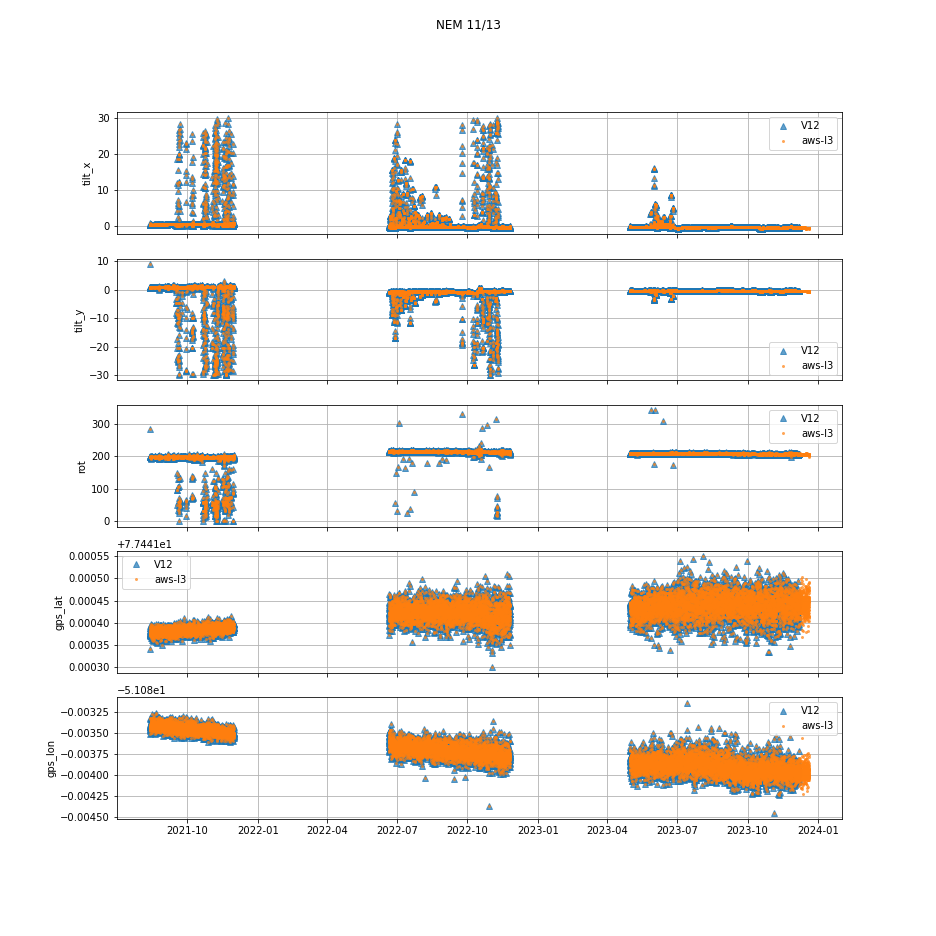 NEM 11/13
30
20
10
0
tilt_x
V12
aws-l3
10
0
−10
−20
−30
tilt_y
V12
aws-l3
300
200
100
0
rot
V12
aws-l3
+7.7441e1
0.00055
0.00050
0.00045
0.00040
0.00035
0.00030
gps_lat
V12
aws-l3
−5.108e1
−0.00325
−0.00350
−0.00375
−0.00400
−0.00425
−0.00450
gps_lon
V12
aws-l3
2021-10 2022-01 2022-04 2022-07 2022-10 2023-01 2023-04 2023-07 2023-10 2024-01